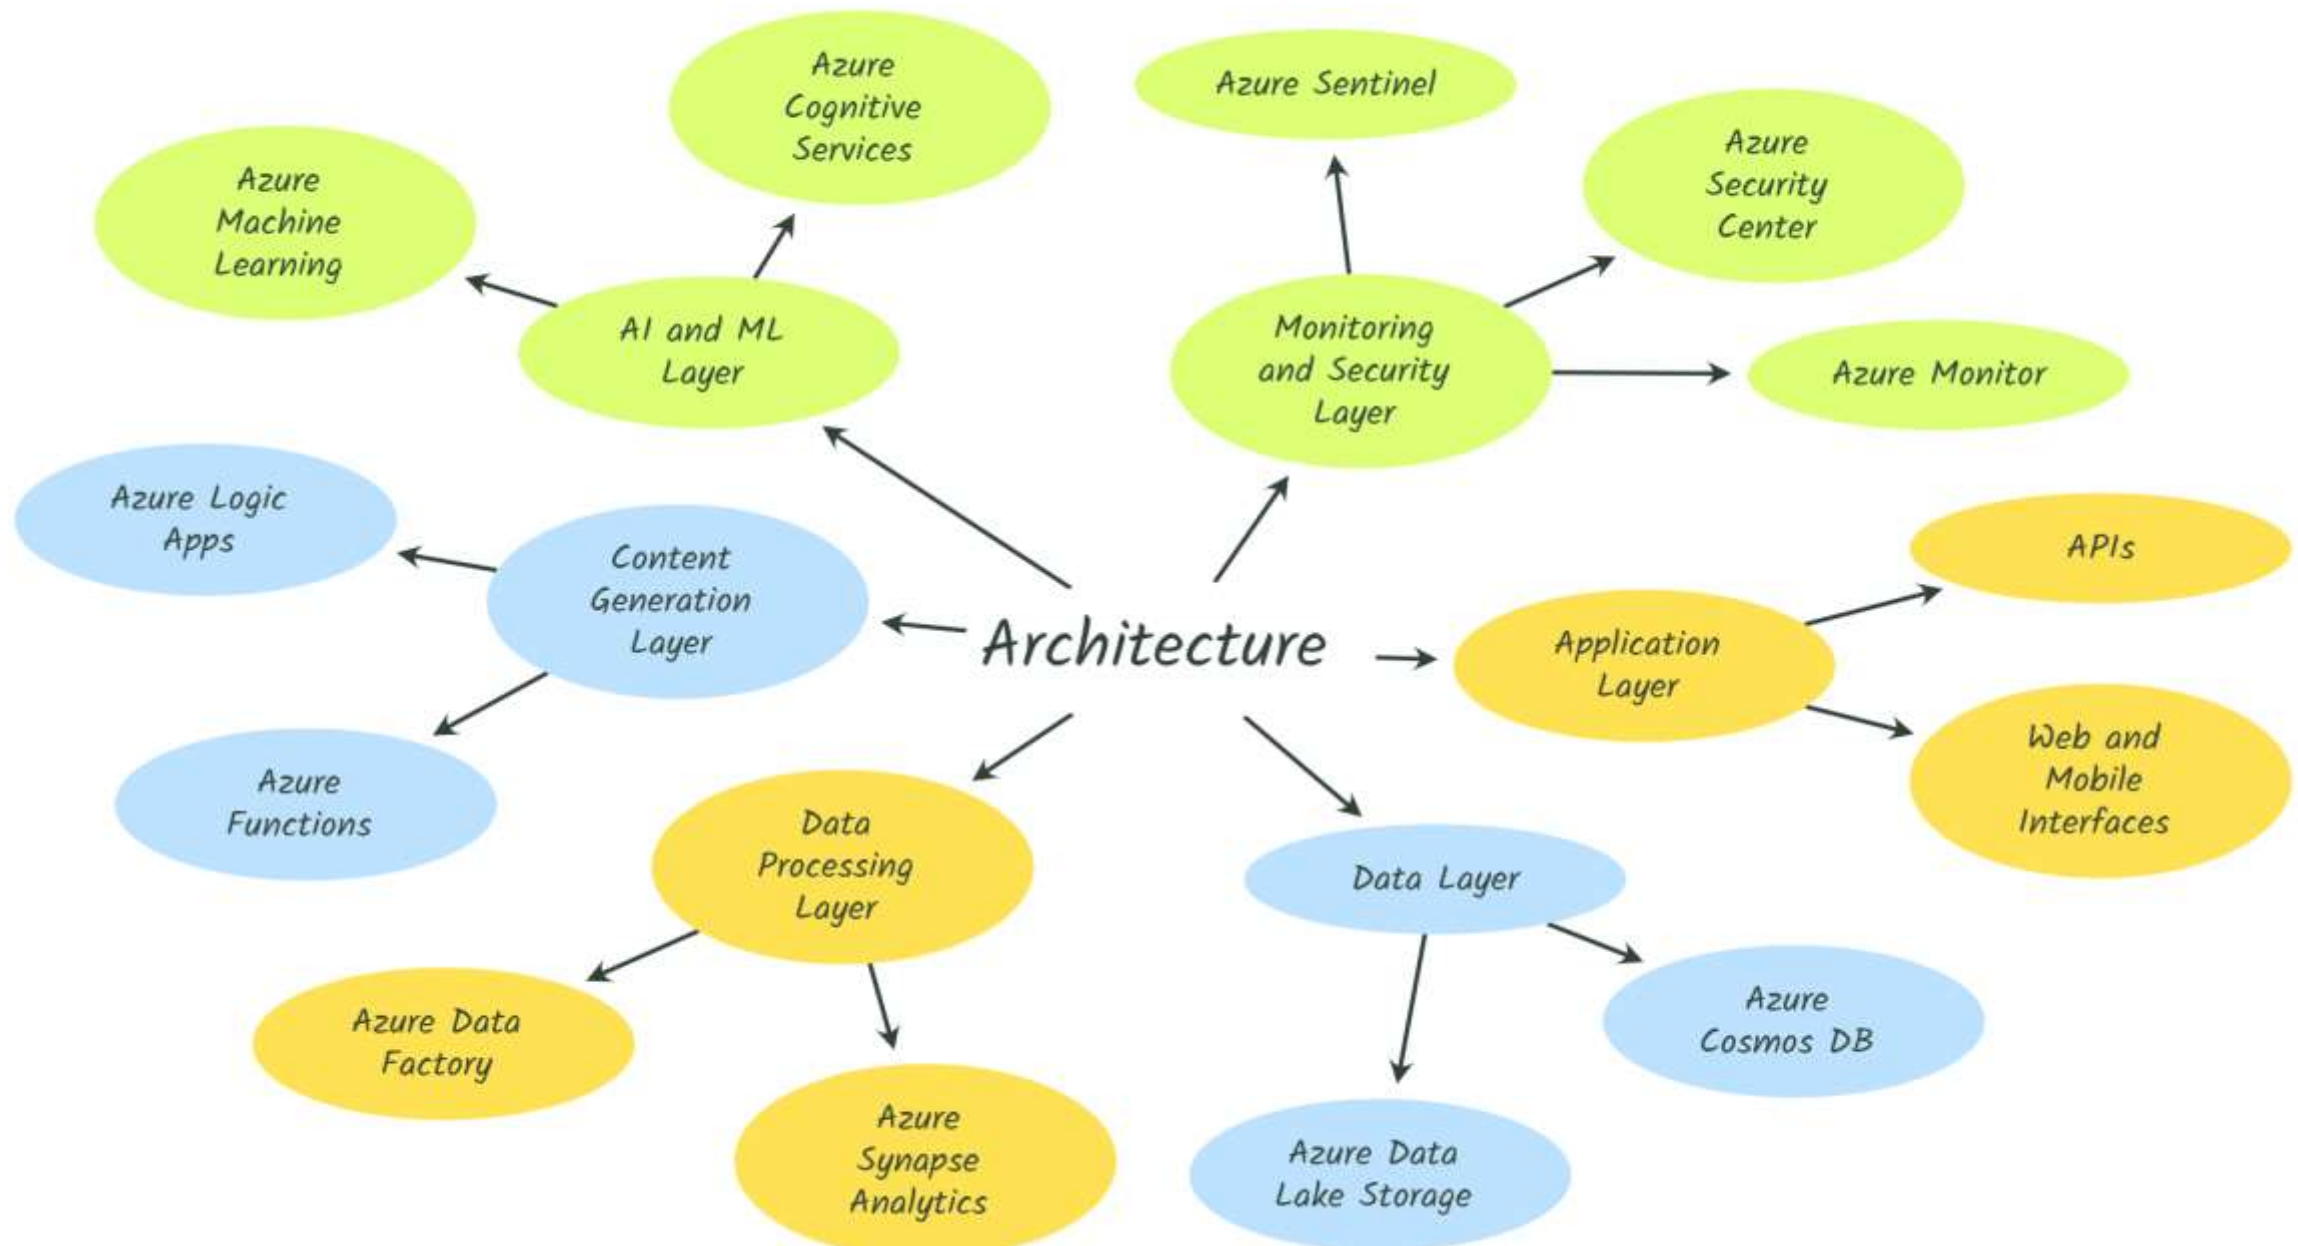 Azure
Cognitive
Services
Azure Sentinel
Azure
Security
Center
Azure
Machine
Learning
AI and ML
Layer
Monitoring
and Security
Layer
Azure Monitor
Azure Logic
Apps
Content
Generation
Layer
APIs
Architecture
Application
Layer
Web and
Mobile
Interfaces
Azure
Functions
Data
Processing
Layer
Data Layer
Azure Data
Factory
Azure
Cosmos DB
Azure
Synapse
Analytics
Azure Data
Lake Storage